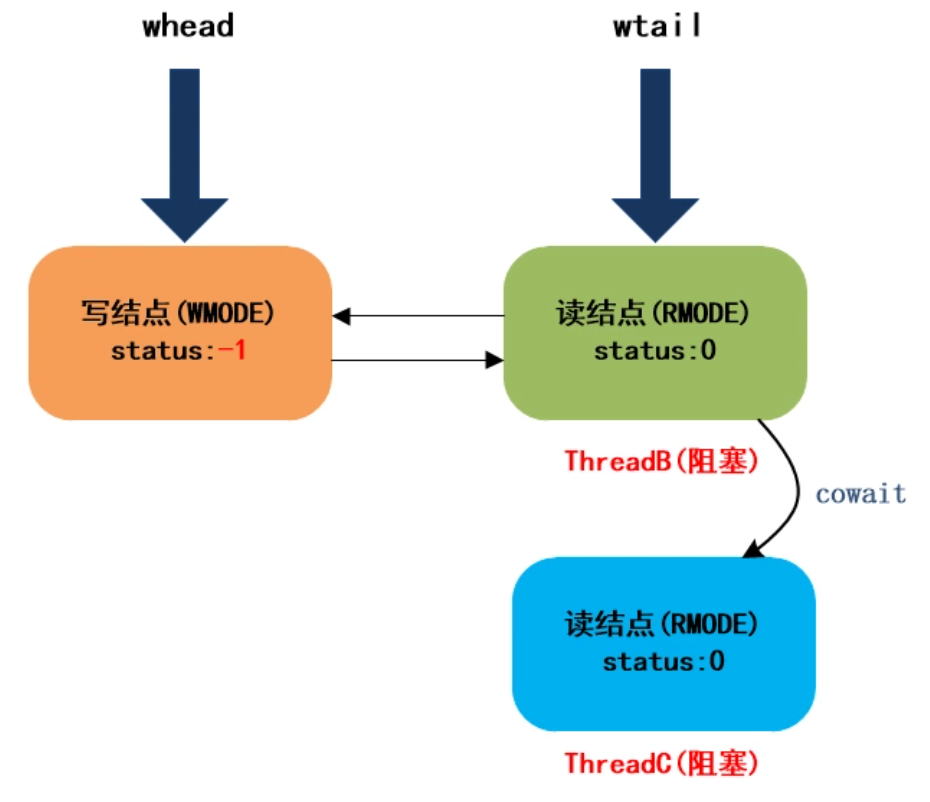 whead
wtail
写结点(WMODE)
status:-1
读结点(RMODE)
status:0
ThreadB(阻塞)
cowait
读结点(RMODE)
status:0
ThreadC(阻塞)